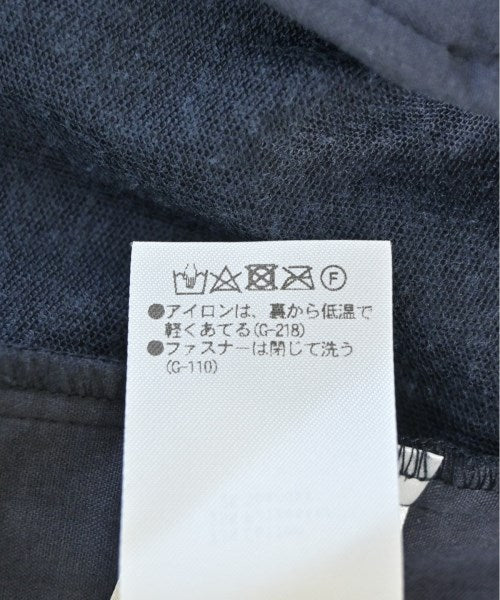 Ⓕ
●アイロンは、裏から低温で
軽くあてる(G-218)
●ファスナーは閉じて洗う
(G-110)